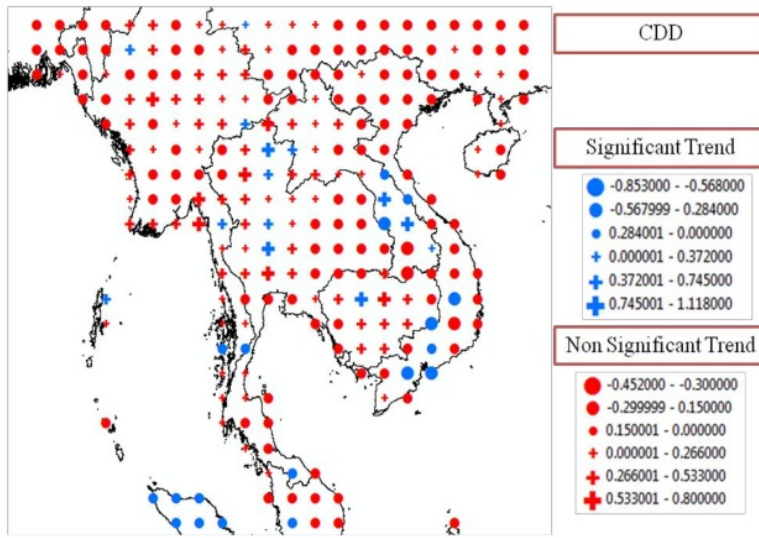 CDD
Significant Trend
-0.853000 - -0.568000
-0.567999 - 0.284000
0.284001 - 0.000000
0.000001 - 0.372000
0.372001 - 0.745000
0.745001 - 1.118000
Non Significant Trend
-0.452000 - -0.300000
-0.299999 - 0.150000
0.150001 - 0.000000
0.000001 - 0.266000
0.266001 - 0.533000
0.533001 - 0.800000